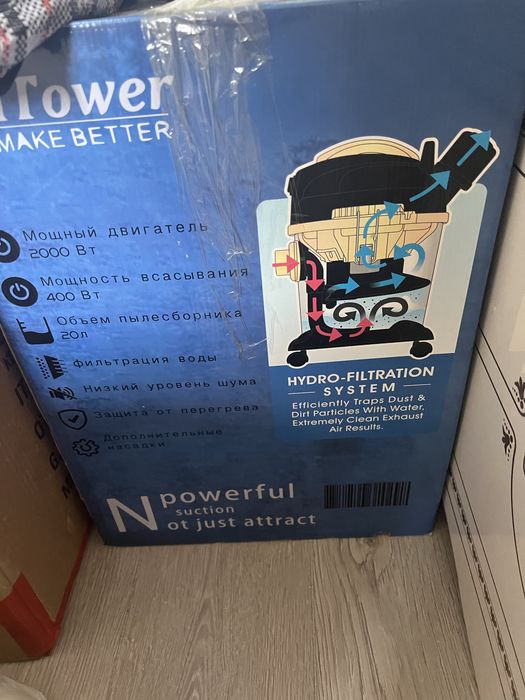 Tower
MAKE BETTER
Мощный двигатель
2000 Вт
Мощность всасывания
400 Вт
Объем пылесборника
20л
фильтрация воды
Низкий уровень шума
Защита от перегрева
Дополнительные
насадки
HYDRO-FILTRATION
SYSTEM
Efficiently Traps Dust &
Dirt Particles With Water,
Extremely Clean Exhaust
Air Results.
powerful
suction
Not just attract